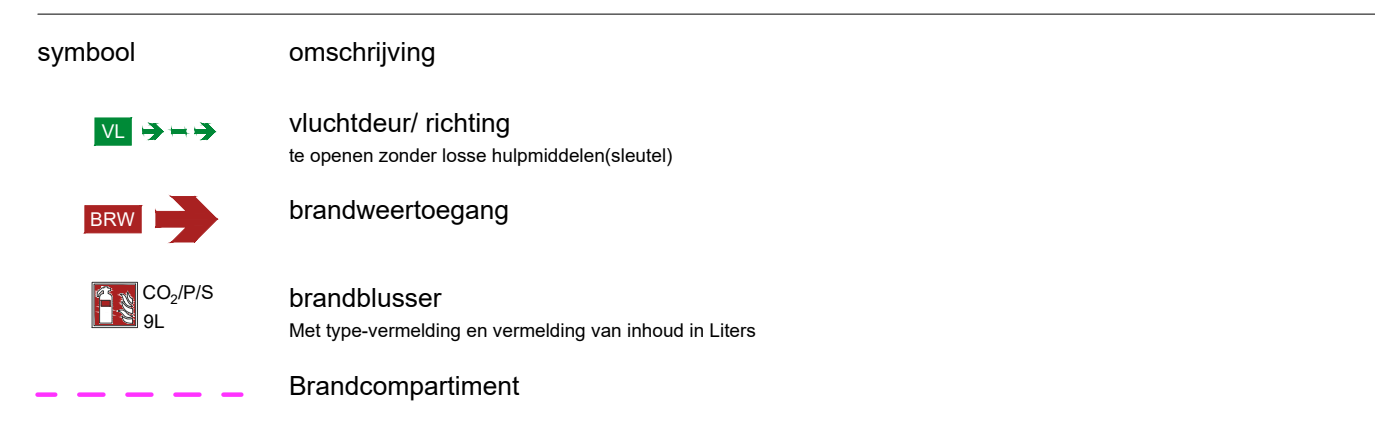 symbool omschrijving
VL vluchtdeur/ richting
te openen zonder losse hulpmiddelen(sleutel)
BRW brandweertoegang
CO₂/P/S
9L
brandblusser
Met type-vermelding en vermelding van inhoud in Liters
Brandcompartiment